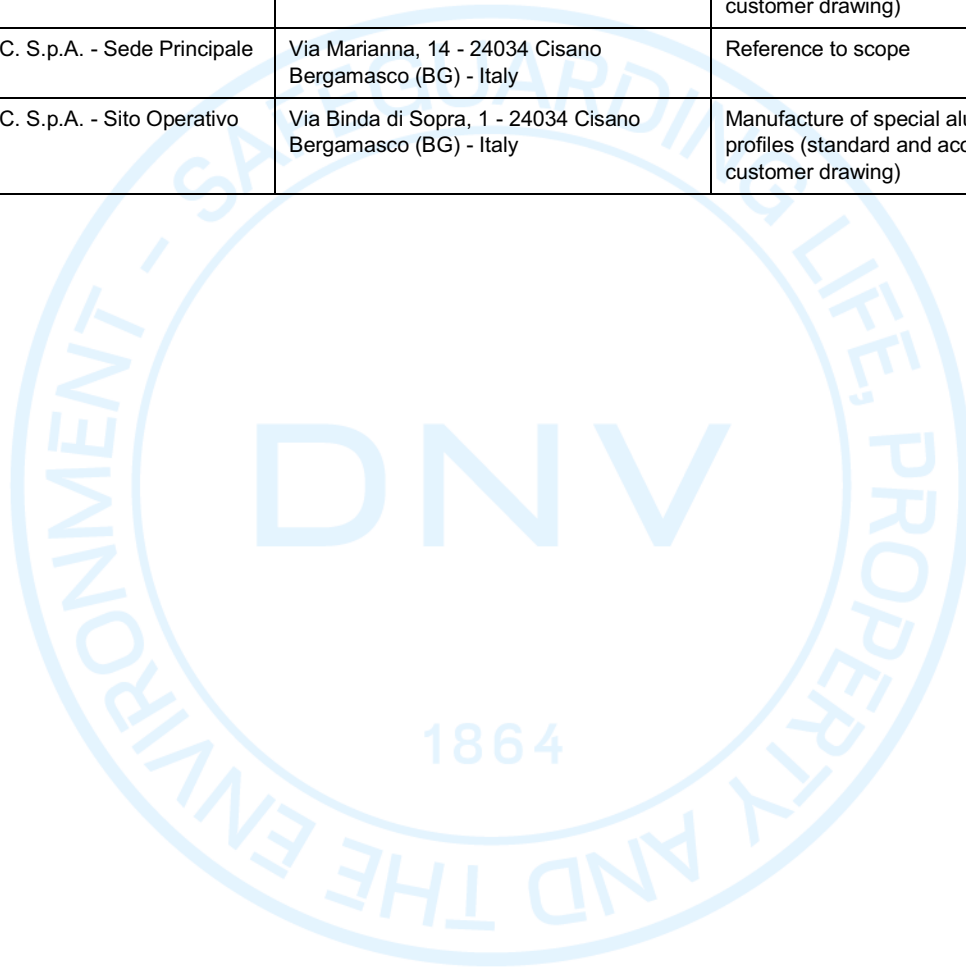 customer drawing)
C. S.p.A. - Sede Principale
Via Marianna, 14 - 24034 Cisano
Bergamasco (BG) - Italy
Reference to scope
C. S.p.A. - Sito Operativo
Via Binda di Sopra, 1 - 24034 Cisano
Bergamasco (BG) - Italy
Manufacture of special
profiles (standard and
customer drawing)
SAFEGUARDING LIFE, PROPERTY AND THE ENVIRONMENT -
DNV
1864